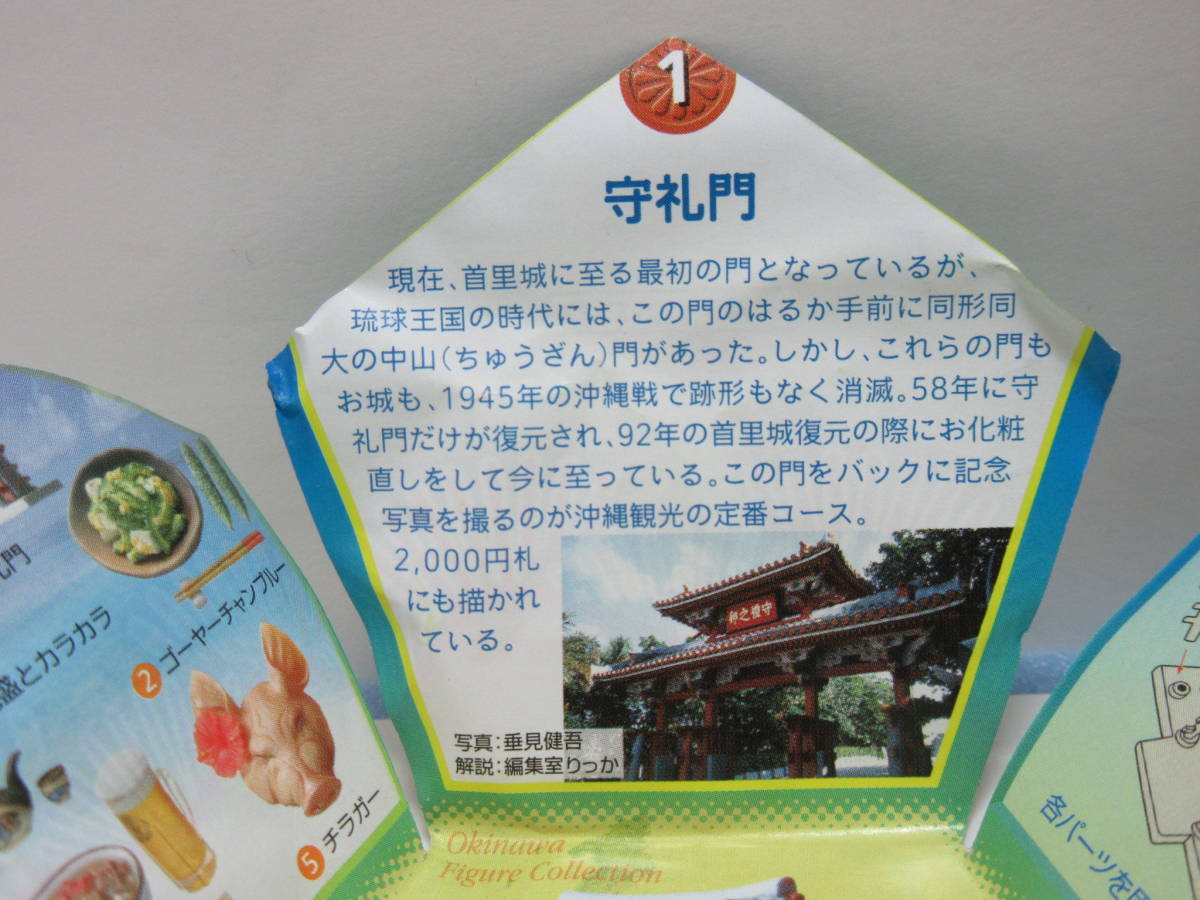 1
守礼門
現在、首里城に至る最初の門となっているが、
琉球王国の時代には、この門のはるか手前に同形同
大の中山(ちゅうざん)門があった。しかし、これらの門も
お城も、1945年の沖縄戦で跡形もなく消滅。58年に守
礼門だけが復元され、92年の首里城復元の際にお化粧
直しをして今に至っている。この門をバックに記念
写真を撮るのが沖縄観光の定番コース。
2,000円札
にも描かれ
ている。
守禮之邦
写真:垂見健吾
解説:編集室りっか
礼門
盛とカラカラ
2 ゴーヤーチャンプルー
5 チラガー
Okinawa
Figure Collection
各パーツを